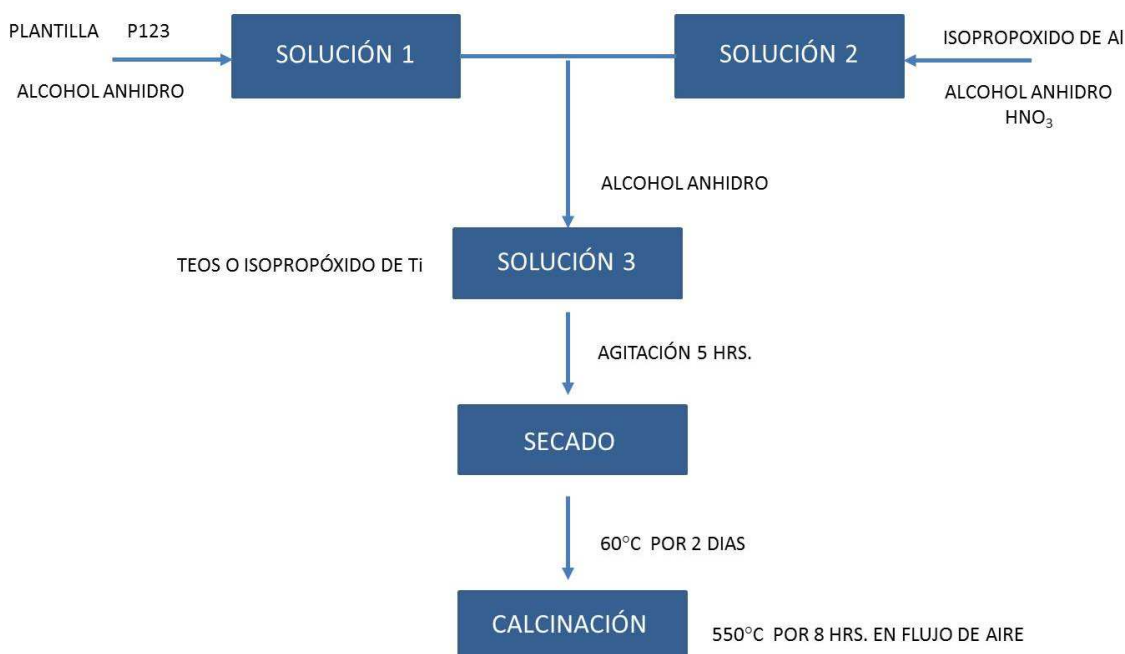 PLANTILLA P123
ALCOHOL ANHIDRO
SOLUCIÓN 1
SOLUCIÓN 2
ISOPROPOXIDO DE Al
ALCOHOL ANHIDRO
HNO₃
ALCOHOL ANHIDRO
TEOS O ISOPROPÓXIDO DE Ti
SOLUCIÓN 3
AGITACIÓN 5 HRS.
SECADO
60°C POR 2 DIAS
CALCINACIÓN
550°C POR 8 HRS. EN FLUJO DE AIRE